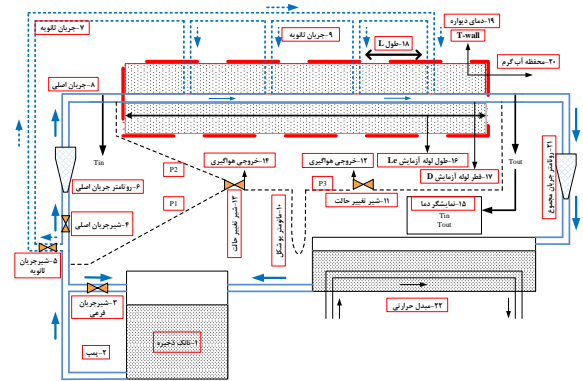 ۱۹-دمای دیواره
T-wall
۷-جریان ثانویه
۹-جریان ثانویه
۱۸- طول L
۲۰- محفظه آب گرم
۸-جریان اصلی
Tin
Tout
۲۱-روتامتر جریان مجموع
P2
۱۴-خروجی هواگیری
۱۲-خروجی هواگیری
۱۶-طول لوله آزمایش Le
۶-روتامتر جریان اصلی
P3
۱۷-قطر لوله آزمایش D
P1
۱۳-شیر تغییر حالت
۱۰-مانومتر یو شکل
۱۱-شیر تغییر حالت
۱۵-نمایشگر دما
Tin
Tout
۴-شیرجریان اصلی
۵-شیرجریان
ثانویه
۳-شیرجریان
فرعی
۲۲-مبدل حرارتی
۱-تانک ذخیره
۲-پمپ